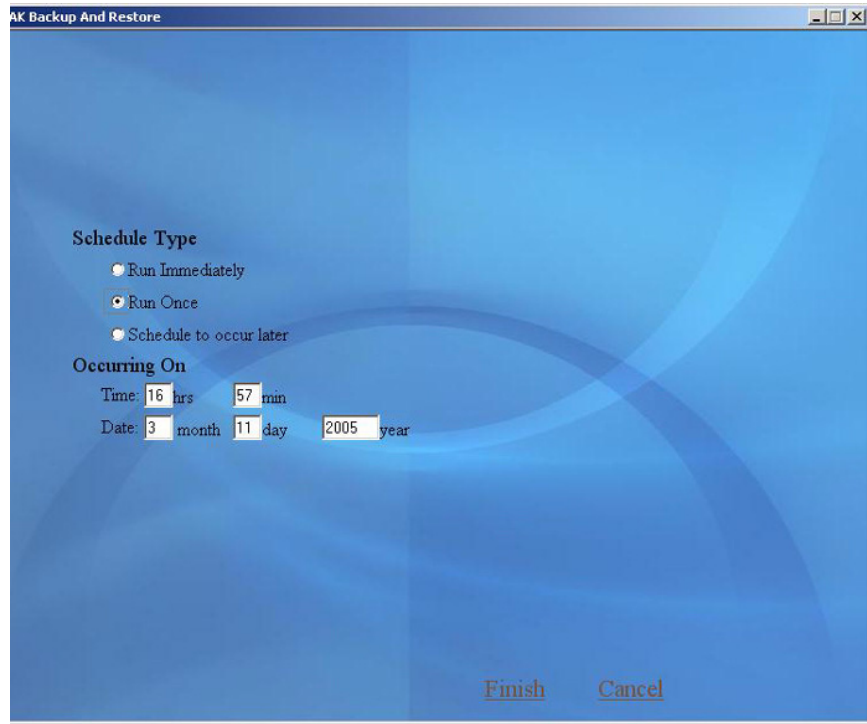 AK Backup And Restore
Schedule Type
Run Immediately
Run Once
Schedule to occur later
Occurring On
Time: 16 hrs 57 min
Date: 3 month 11 day 2005 year
Finish Cancel